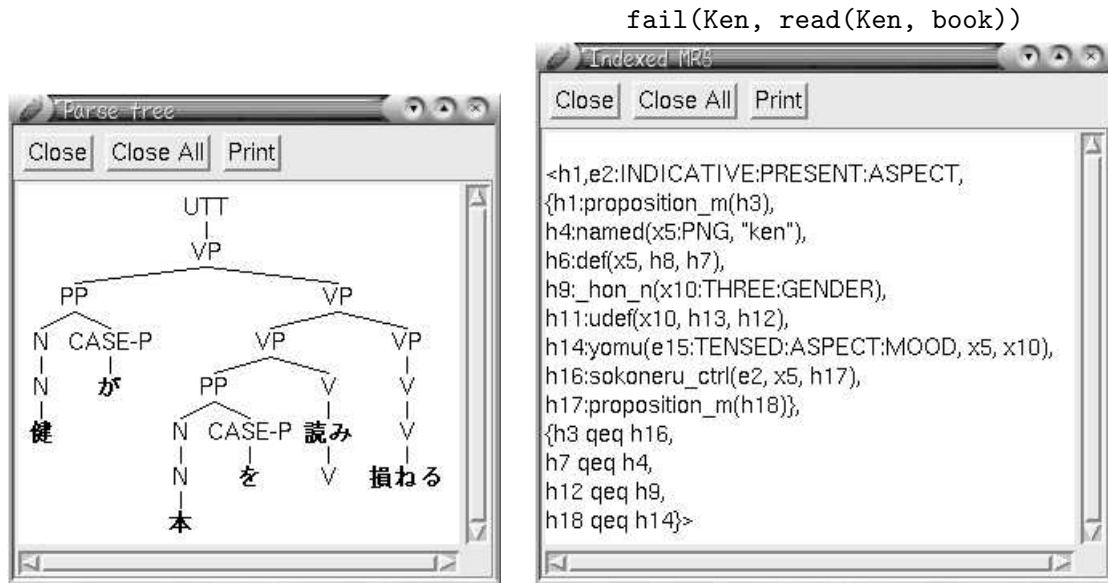 fail(Ken, read(Ken, book))
Parse tree
Close Close All Print
UTT
VP
PP VP
N CASE-P VP VP
N が PP V V
健 N CASE-P 読み V
N を V 損ねる
本
Indexed MRS
Close Close All Print
<h1,e2:INDICATIVE:PRESENT:ASPECT,
{h1:proposition_m(h3),
h4:named(x5:PNG, "ken"),
h6:def(x5, h8, h7),
h9:_hon_n(x10:THREE:GENDER),
h11:udef(x10, h13, h12),
h14:yomu(e15:TENSED:ASPECT:MOOD, x5, x10),
h16:sokoneru_ctrl(e2, x5, h17),
h17:proposition_m(h18)},
{h3 qeq h16,
h7 qeq h4,
h12 qeq h9,
h18 qeq h14}>